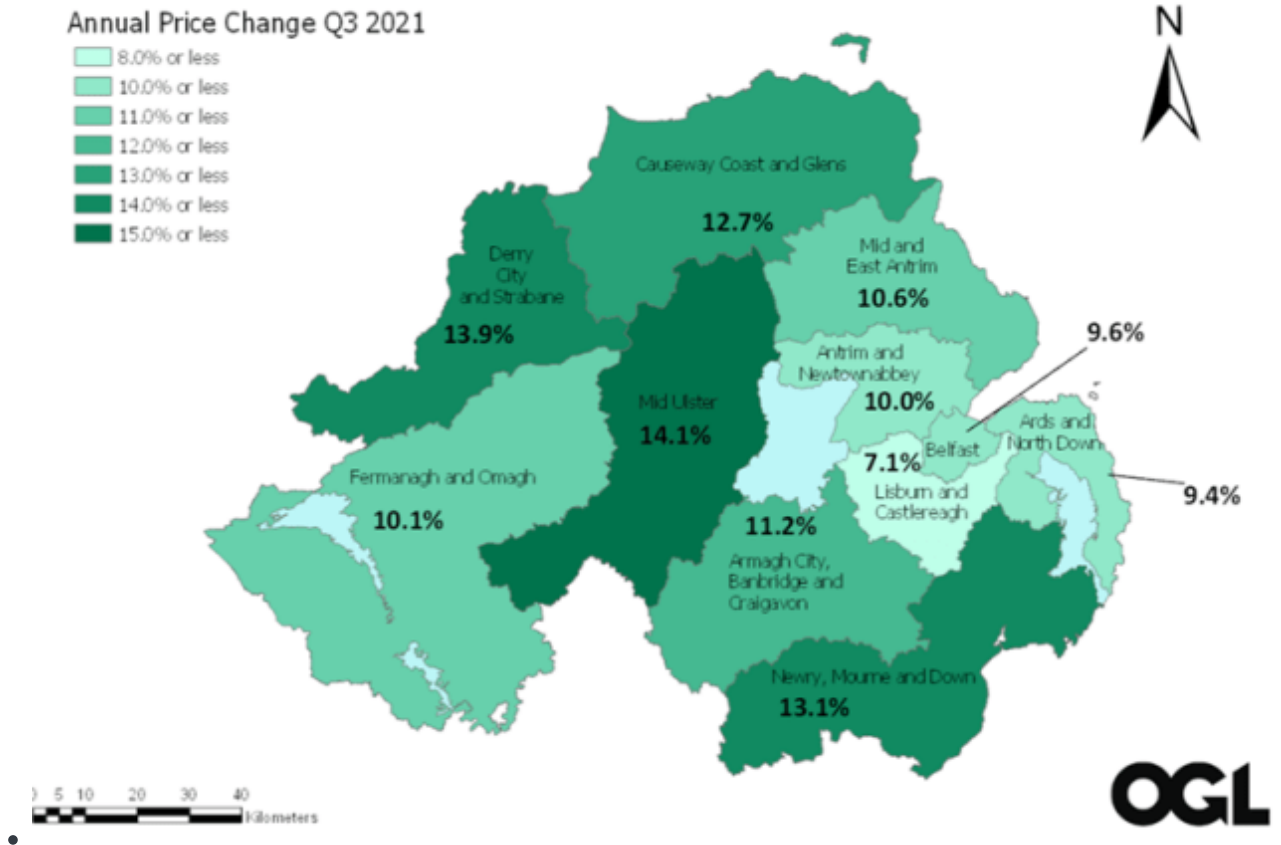 Annual Price Change Q3 2021
8.0% or less
10.0% or less
11.0% or less
12.0% or less
13.0% or less
14.0% or less
15.0% or less
N
Causeway Coast and Glens
12.7%
Derry
City
and Strabane
13.9%
Mid and
East Antrim
10.6%
9.6%
Antrim and
Newtownabbey
10.0%
Mid Ulster
14.1%
Ards and
North Down
Belfast
7.1%
Lisburn and
Castlereagh
9.4%
Fermanagh and Omagh
10.1%
11.2%
Armagh City,
Banbridge and
Craigavon
Newry, Mourne and Down
13.1%
5 10 20 30 40
Kilometers
OGL